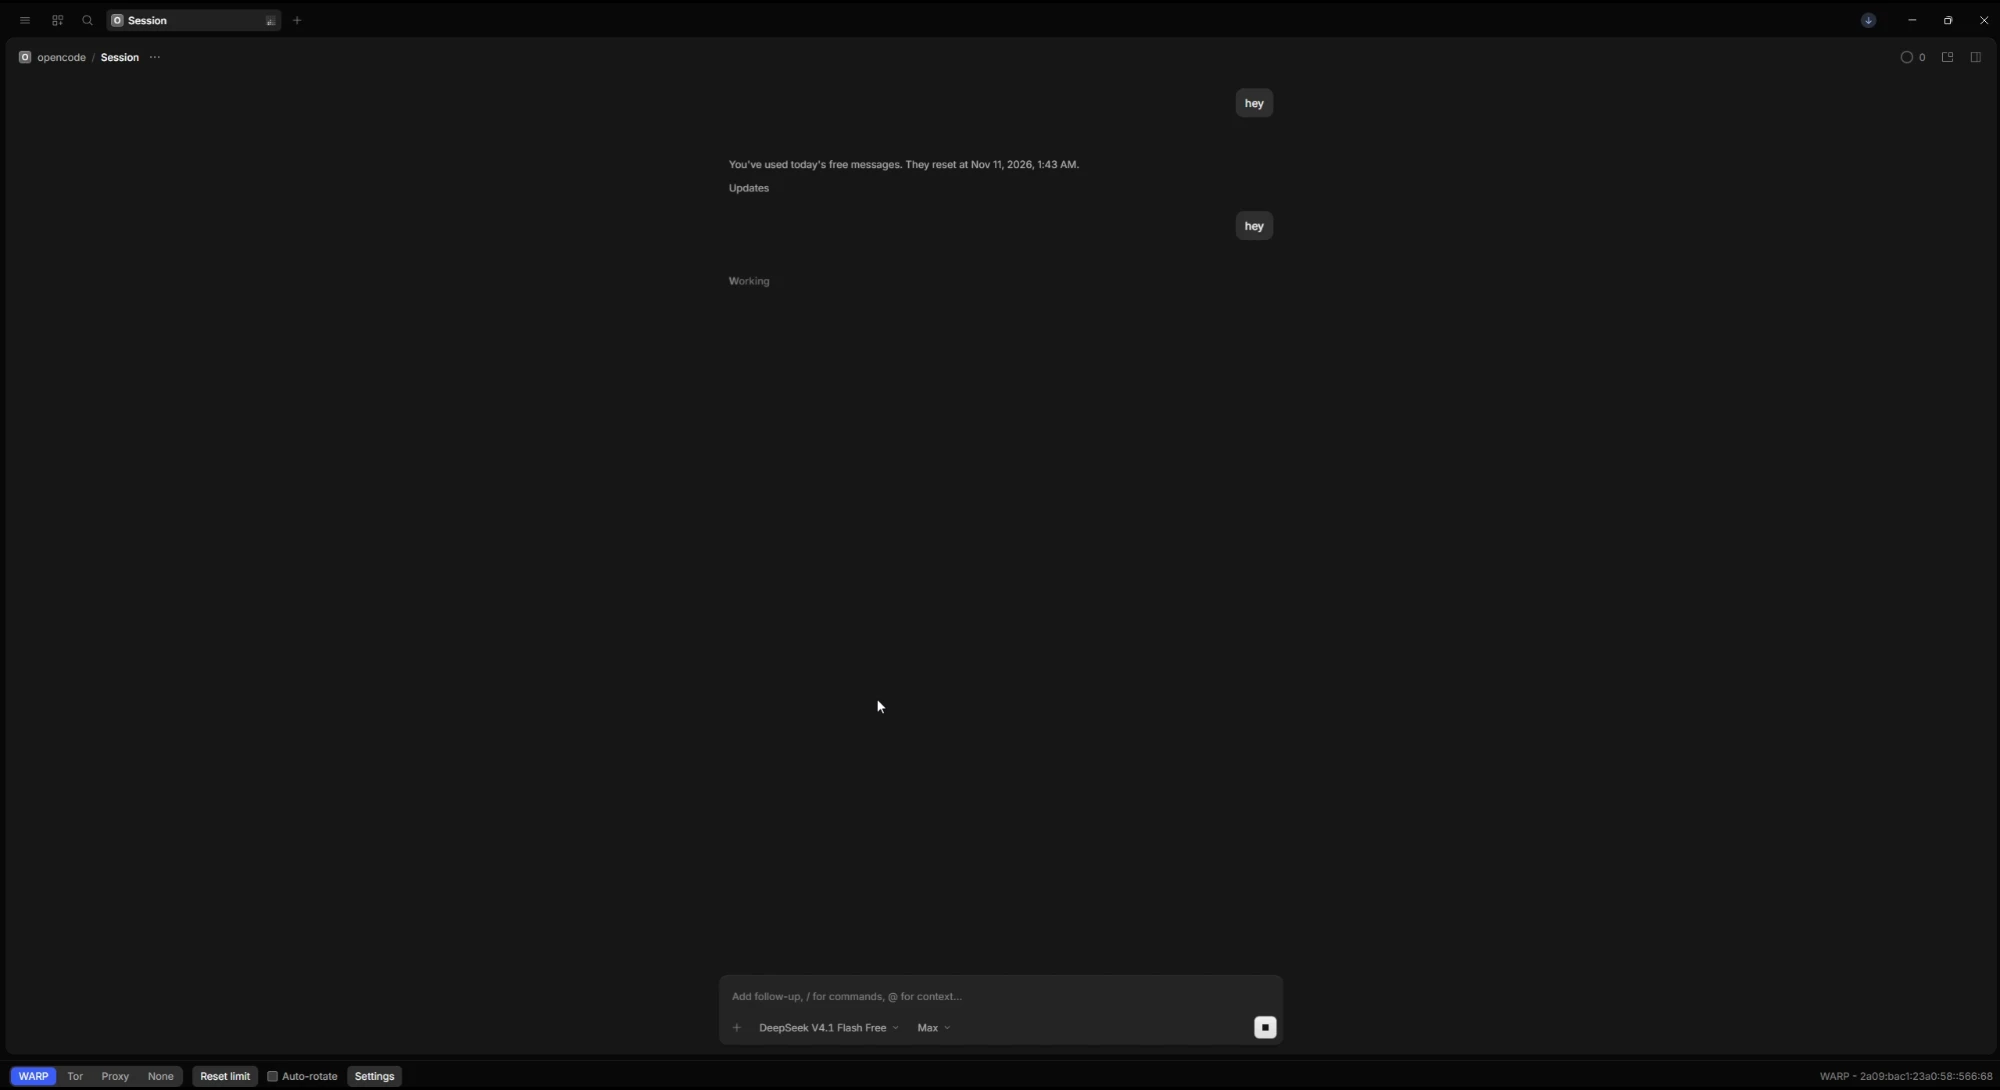 Session
opencode / Session ...
0
hey
You've used today's free messages. They reset at Nov 11, 2026, 1:43 AM.
Updates
hey
Working
Add follow-up, / for commands, @ for context...
DeepSeek V4.1 Flash Free
Max
WARP Tor Proxy None Reset limit Auto-rotate Settings
WARP - 2a09:bac1:23a0:58::566:68